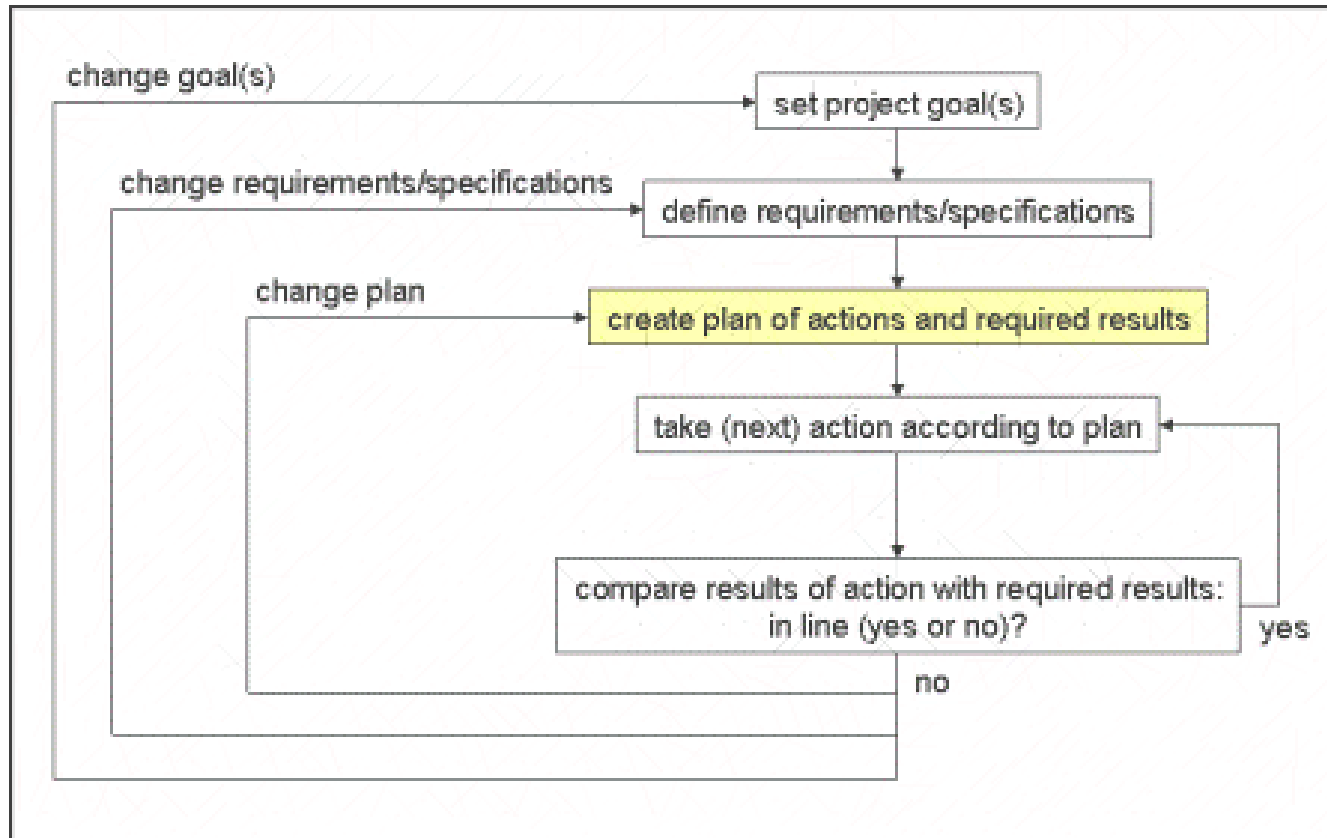 change goal(s)
set project goal(s)
change requirements/specifications
define requirements/specifications
change plan
create plan of actions and required results
take (next) action according to plan
compare results of action with required results:
in line (yes or no)?
yes
no